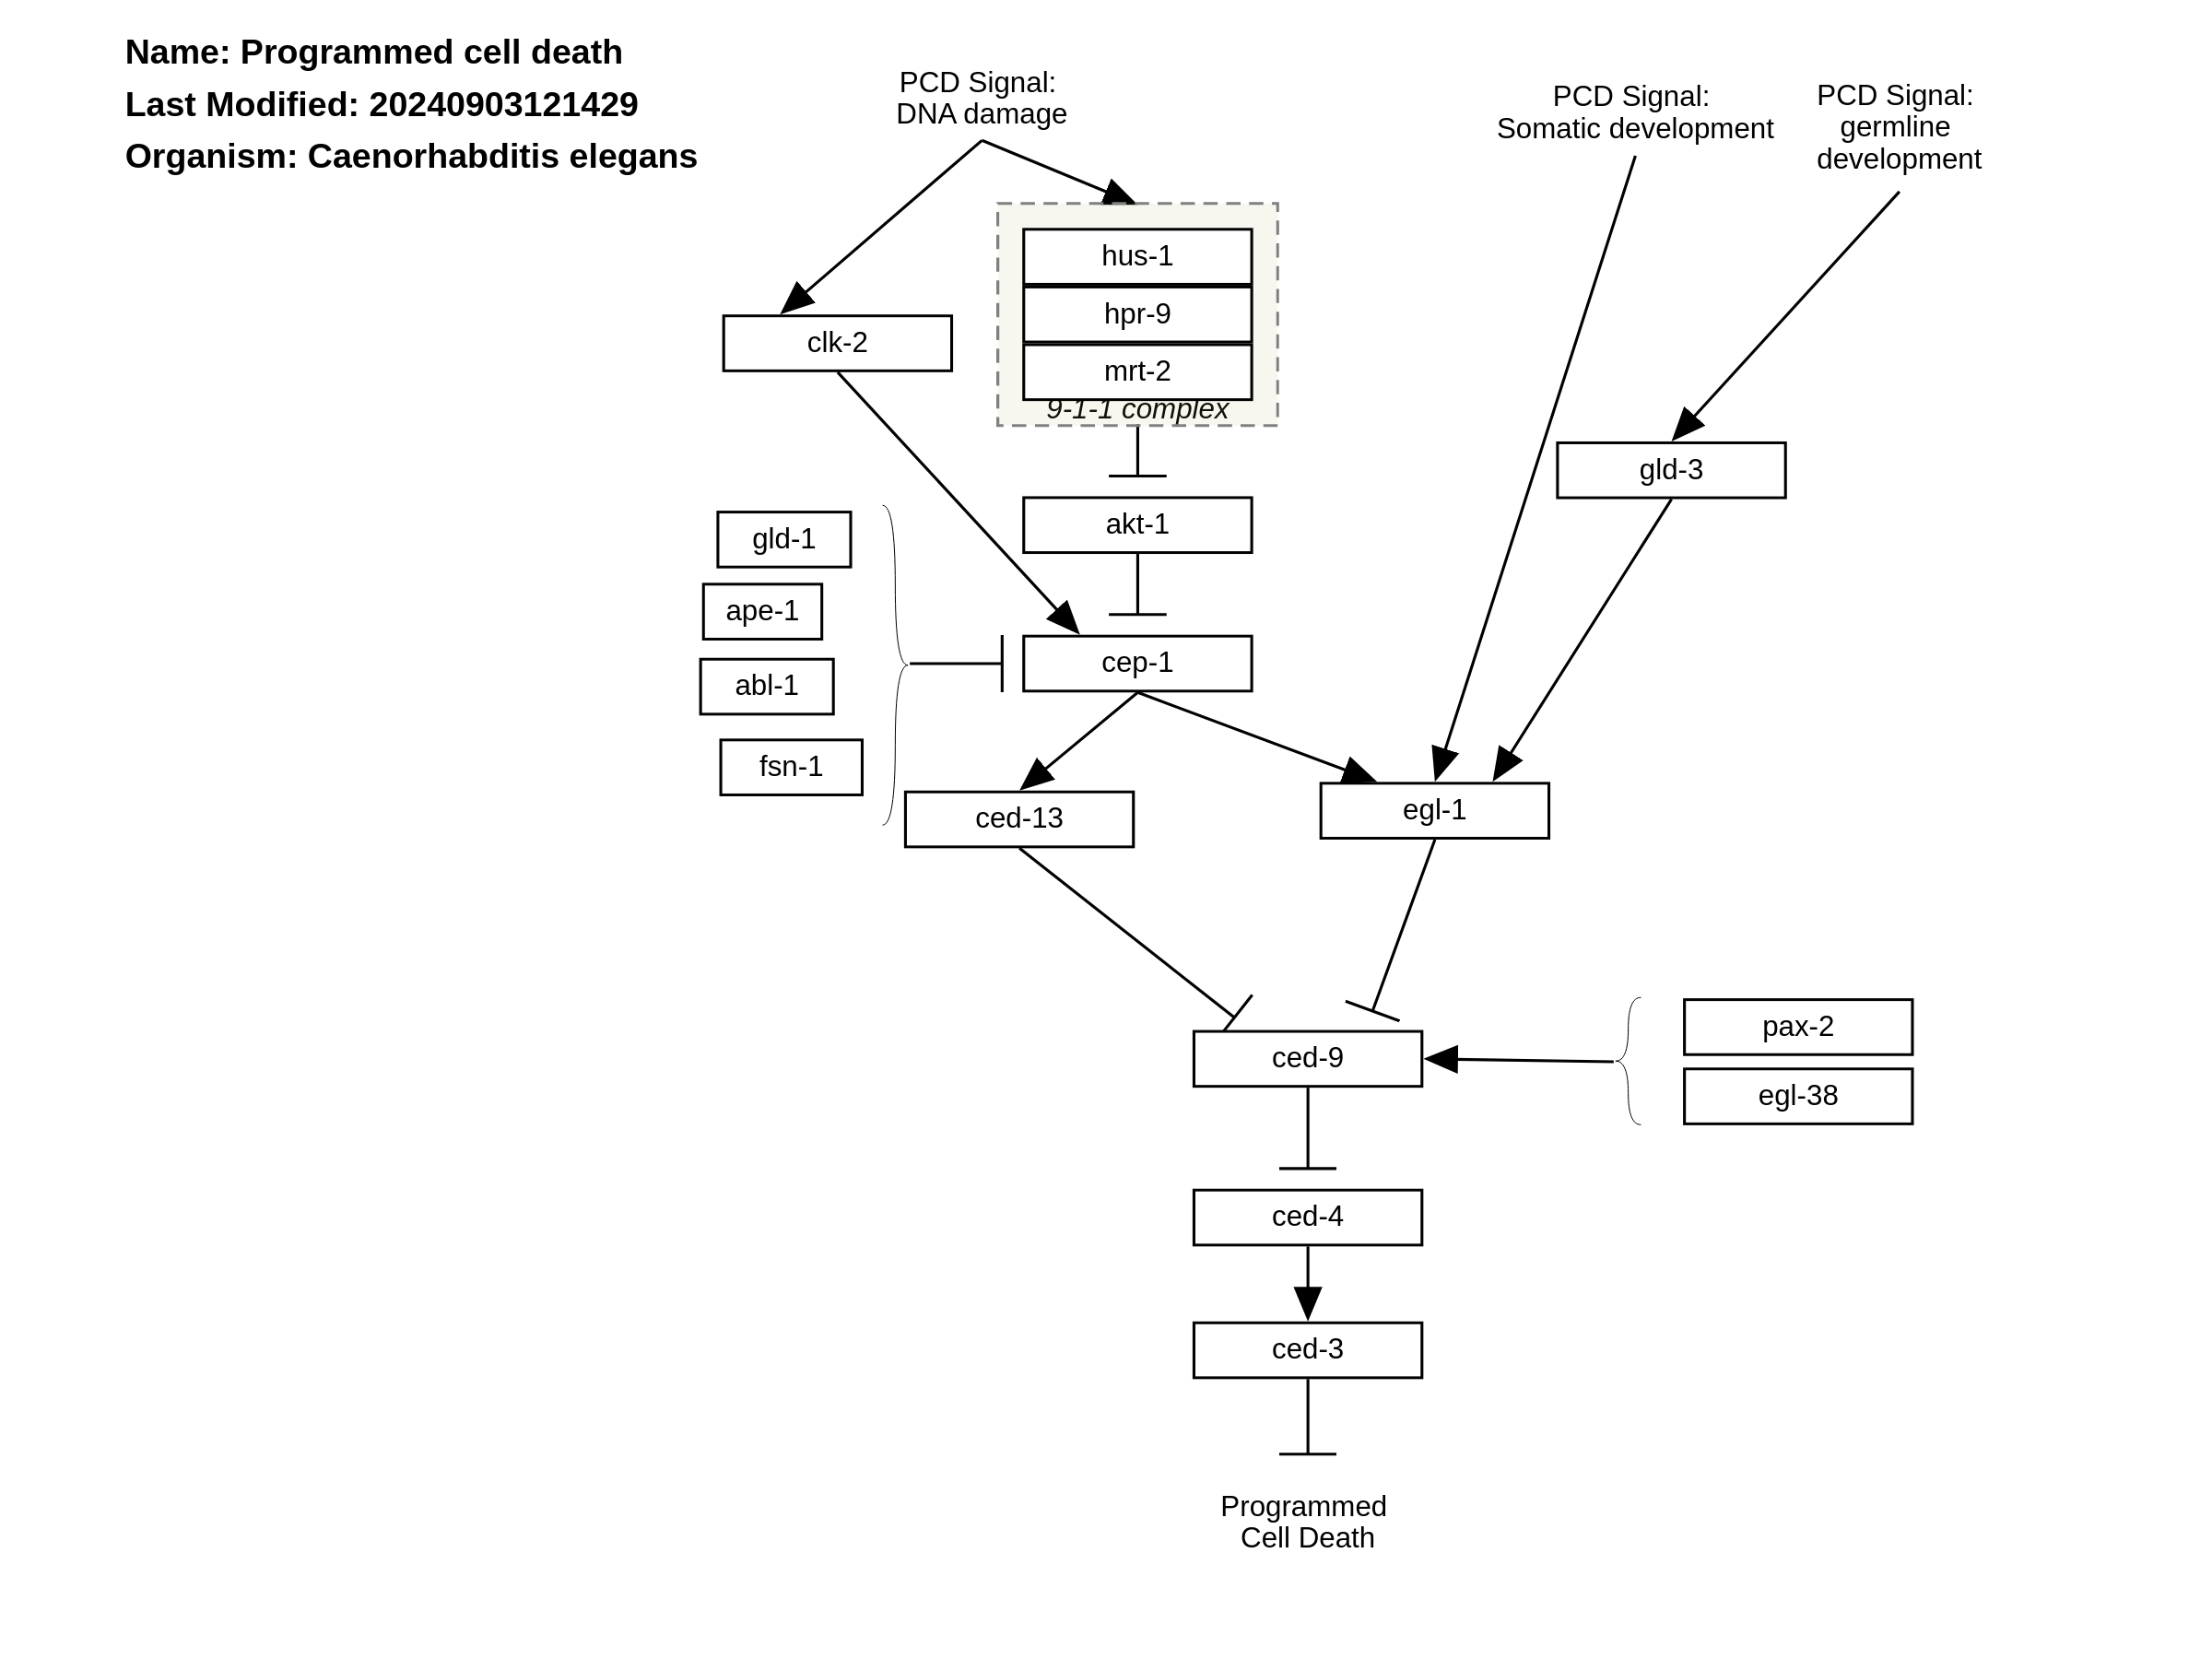 Name: Programmed cell death
Last Modified: 20240903121429
Organism: Caenorhabditis elegans
PCD Signal:
DNA damage
PCD Signal:
Somatic development
PCD Signal:
germline
development
hus-1
hpr-9
mrt-2
9-1-1 complex
clk-2
gld-3
akt-1
gld-1
ape-1
abl-1
fsn-1
cep-1
ced-13
egl-1
ced-9
pax-2
egl-38
ced-4
ced-3
Programmed
Cell Death